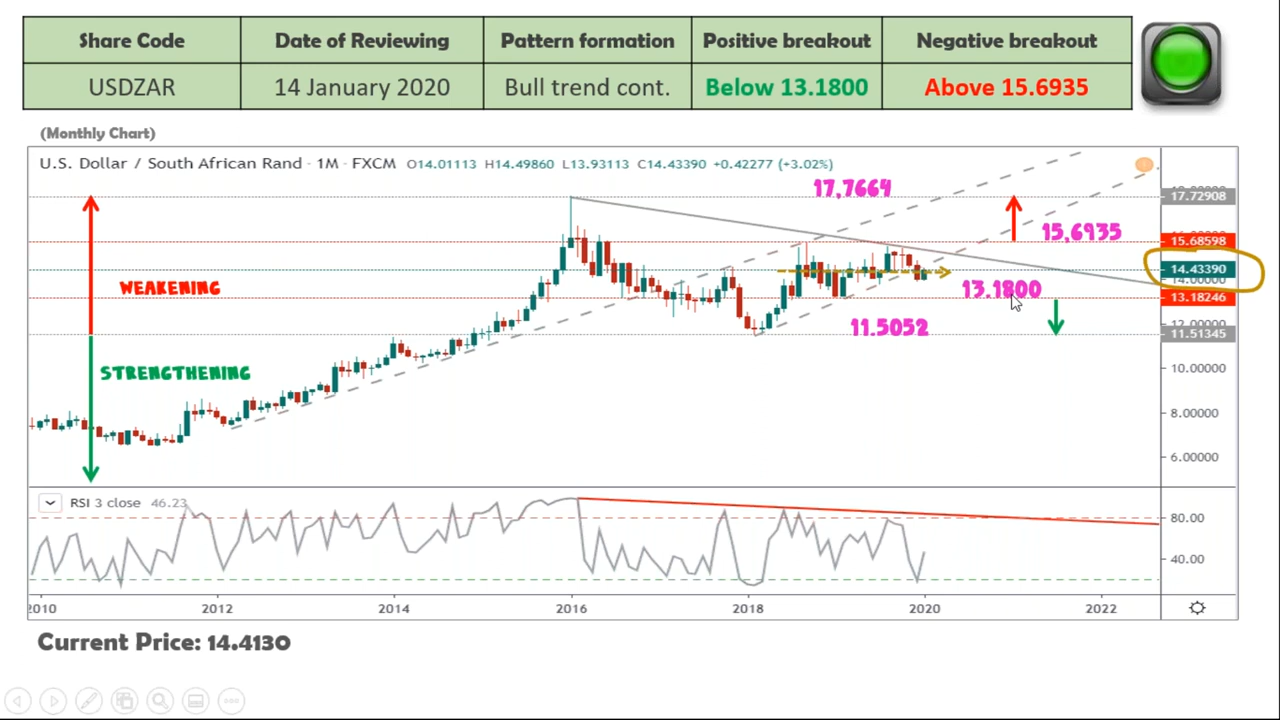 Share Code Date of Reviewing Pattern formation Positive breakout Negative breakout
USDZAR 14 January 2020 Bull trend cont. Below 13.1800 Above 15.6935
(Monthly Chart)
U.S. Dollar / South African Rand · 1M · FXCM O14.01113 H14.49860 L13.93113 C14.43390 +0.42277 (+3.02%)
17,7664
17.72908
15,6935
15.68598
14.43390
14.00000
WEAKENING
13.1800
13.18246
11.5052
12.00000
11.51345
STRENGTHENING
10.00000
8.00000
6.00000
RSI 3 close 46.23
80.00
40.00
2010 2012 2014 2016 2018 2020 2022
Current Price: 14.4130